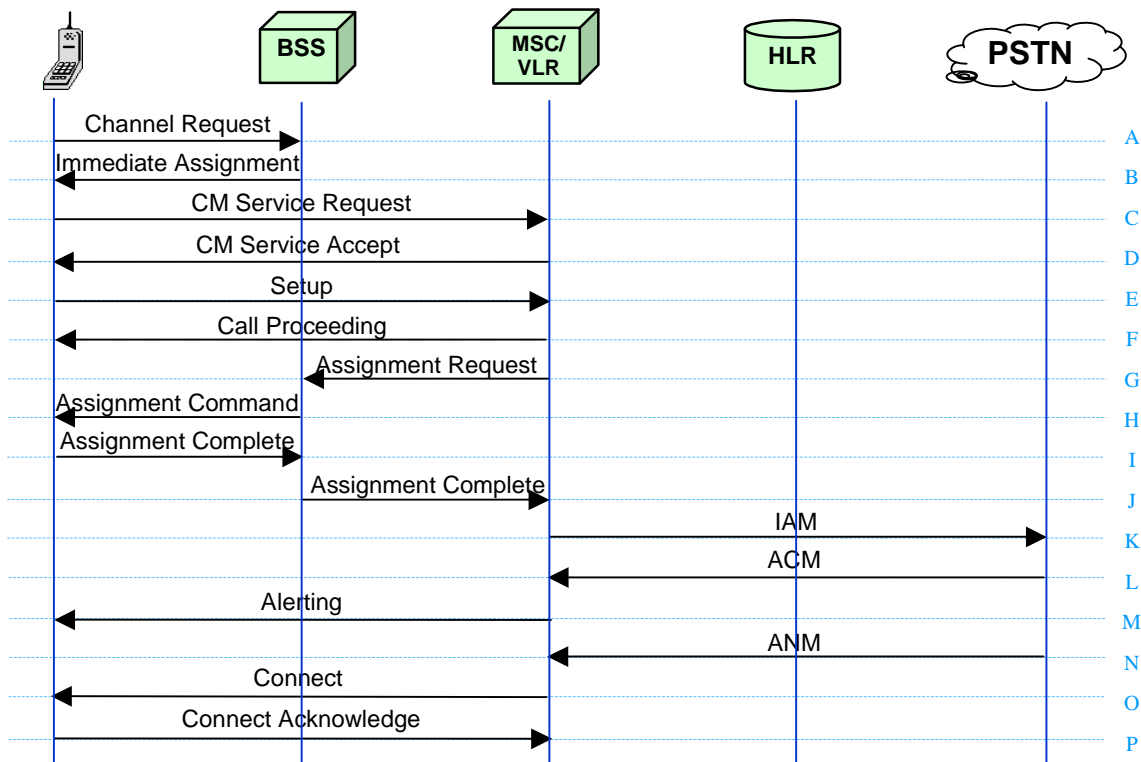 BSS
MSC/
VLR
HLR
PSTN
Channel Request
A
Immediate Assignment
B
CM Service Request
C
CM Service Accept
D
Setup
E
Call Proceeding
F
Assignment Request
G
Assignment Command
H
Assignment Complete
I
Assignment Complete
J
IAM
K
ACM
L
Alerting
M
ANM
N
Connect
O
Connect Acknowledge
P